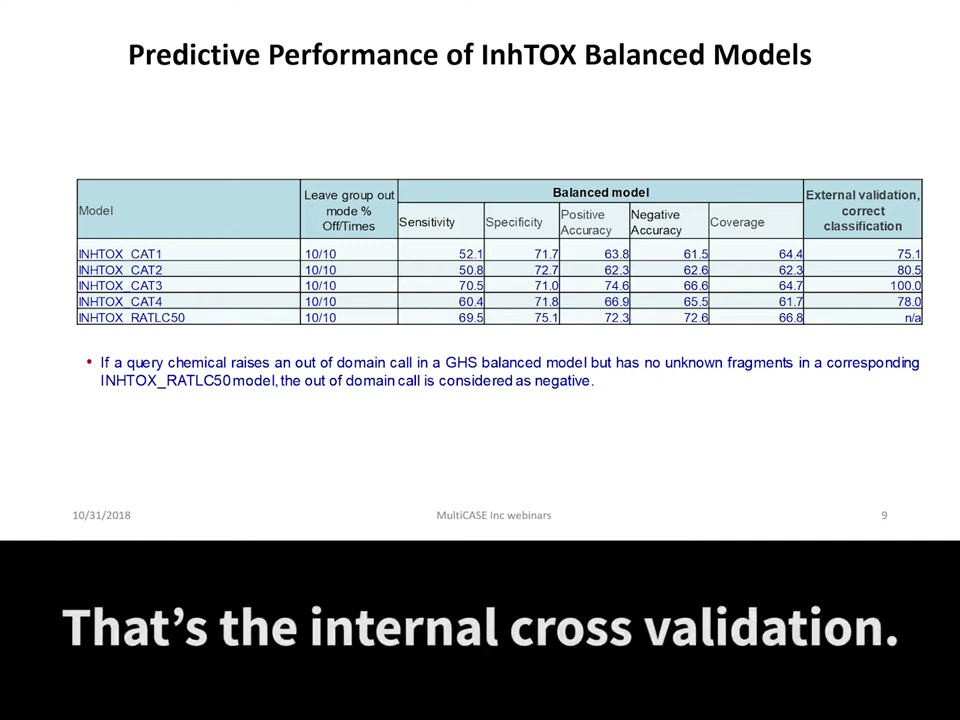 Predictive Performance of InhTOX Balanced Models
Model Leave group out mode % Off/Times Balanced model External validation, correct classification
Sensitivity Specificity Positive Accuracy Negative Accuracy Coverage
INHTOX_CAT1 10/10 52.1 71.7 63.8 61.5 64.4 75.1
INHTOX_CAT2 10/10 50.8 72.7 62.3 62.6 62.3 80.5
INHTOX_CAT3 10/10 70.5 71.0 74.6 66.6 64.7 100.0
INHTOX_CAT4 10/10 60.4 71.8 66.9 65.5 61.7 78.0
INHTOX_RATLC50 10/10 69.5 75.1 72.3 72.6 66.8 n/a
• If a query chemical raises an out of domain call in a GHS balanced model but has no unknown fragments in a corresponding
INHTOX_RATLC50 model, the out of domain call is considered as negative.
10/31/2018 MultiCASE Inc webinars 9
That's the internal cross validation.